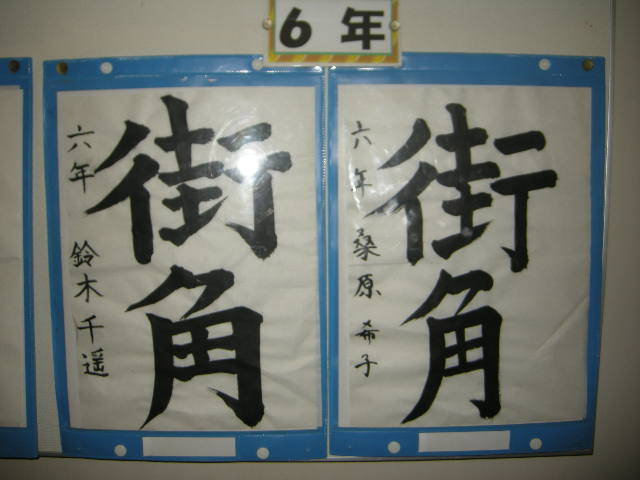 6年
街角
六年 鈴木千遥
街角
六年 桑原希子